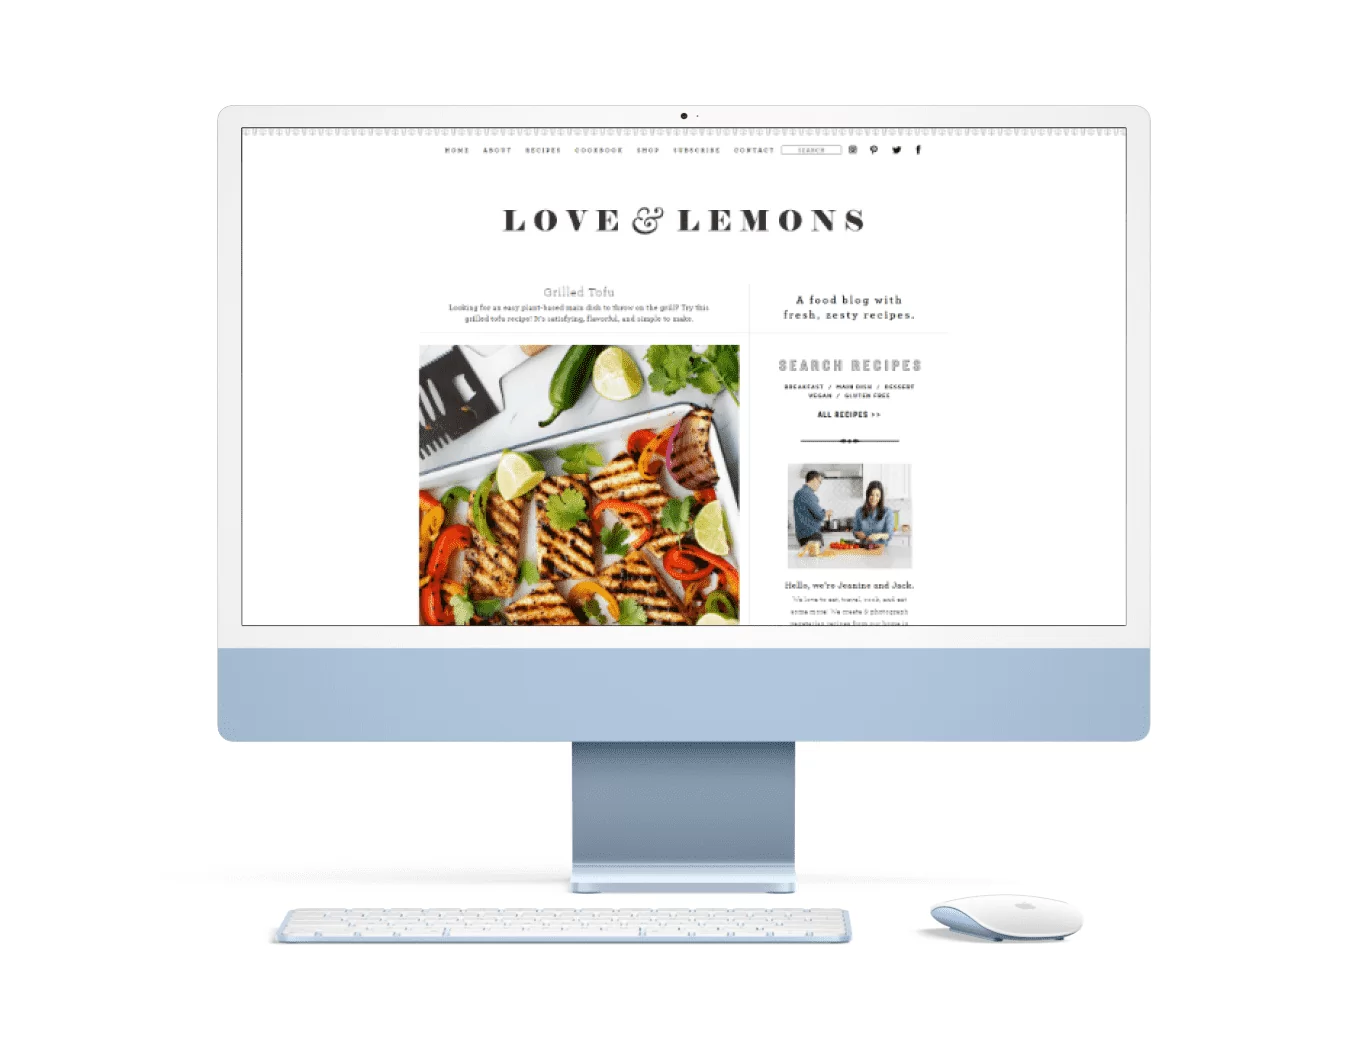 HOME ABOUT RECIPES COOKBOOK SHOP SUBSCRIBE CONTACT SEARCH
LOVE & LEMONS
Grilled Tofu
Looking for an easy plant-based main dish to throw on the grill? Try this
grilled tofu recipe! It's satisfying, flavorful, and simple to make.
A food blog with
fresh, zesty recipes.
SEARCH RECIPES
BREAKFAST / MAIN DISH / DESSERT
VEGAN / GLUTEN FREE
ALL RECIPES >>
Hello, we're Jeanine and Jack.
We love to eat, travel, cook, and eat
some more! We create & photograph
vegetarian recipes from our home in